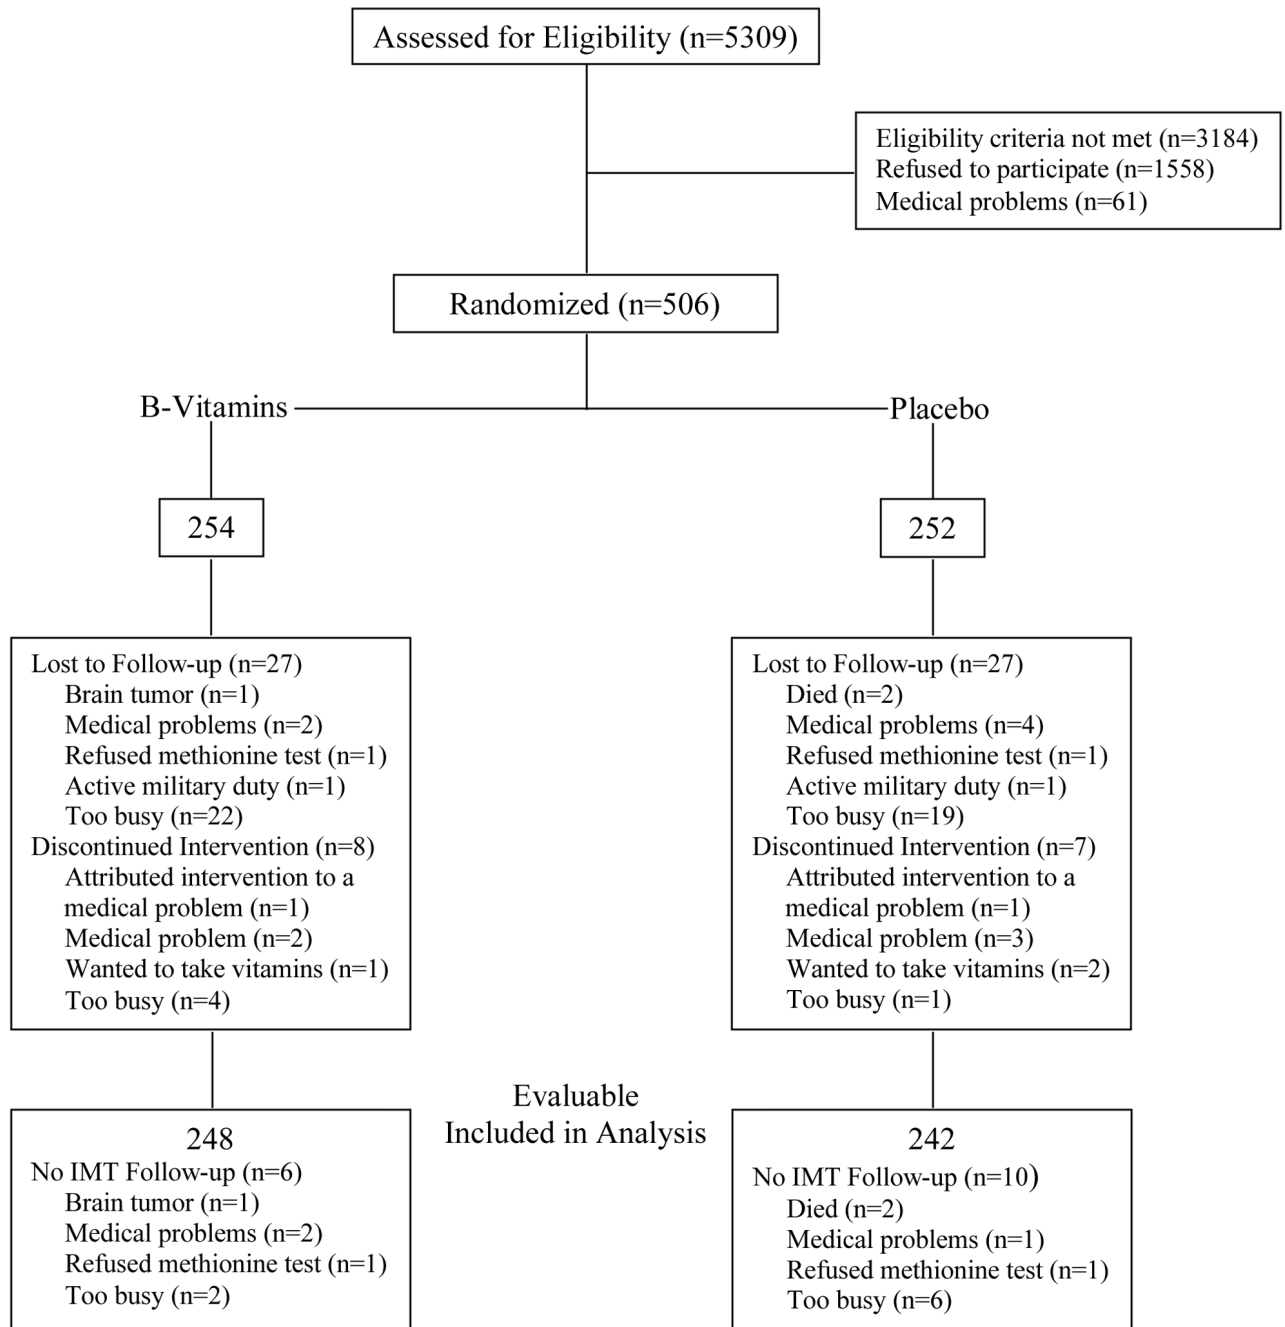 Assessed for Eligibility (n=5309)
Eligibility criteria not met (n=3184)
Refused to participate (n=1558)
Medical problems (n=61)
Randomized (n=506)
B-Vitamins
Placebo
254
252
Lost to Follow-up (n=27)
Brain tumor (n=1)
Medical problems (n=2)
Refused methionine test (n=1)
Active military duty (n=1)
Too busy (n=22)
Discontinued Intervention (n=8)
Attributed intervention to a
medical problem (n=1)
Medical problem (n=2)
Wanted to take vitamins (n=1)
Too busy (n=4)
Lost to Follow-up (n=27)
Died (n=2)
Medical problems (n=4)
Refused methionine test (n=1)
Active military duty (n=1)
Too busy (n=19)
Discontinued Intervention (n=7)
Attributed intervention to a
medical problem (n=1)
Medical problem (n=3)
Wanted to take vitamins (n=2)
Too busy (n=1)
Evaluable
Included in Analysis
248
No IMT Follow-up (n=6)
Brain tumor (n=1)
Medical problems (n=2)
Refused methionine test (n=1)
Too busy (n=2)
242
No IMT Follow-up (n=10)
Died (n=2)
Medical problems (n=1)
Refused methionine test (n=1)
Too busy (n=6)